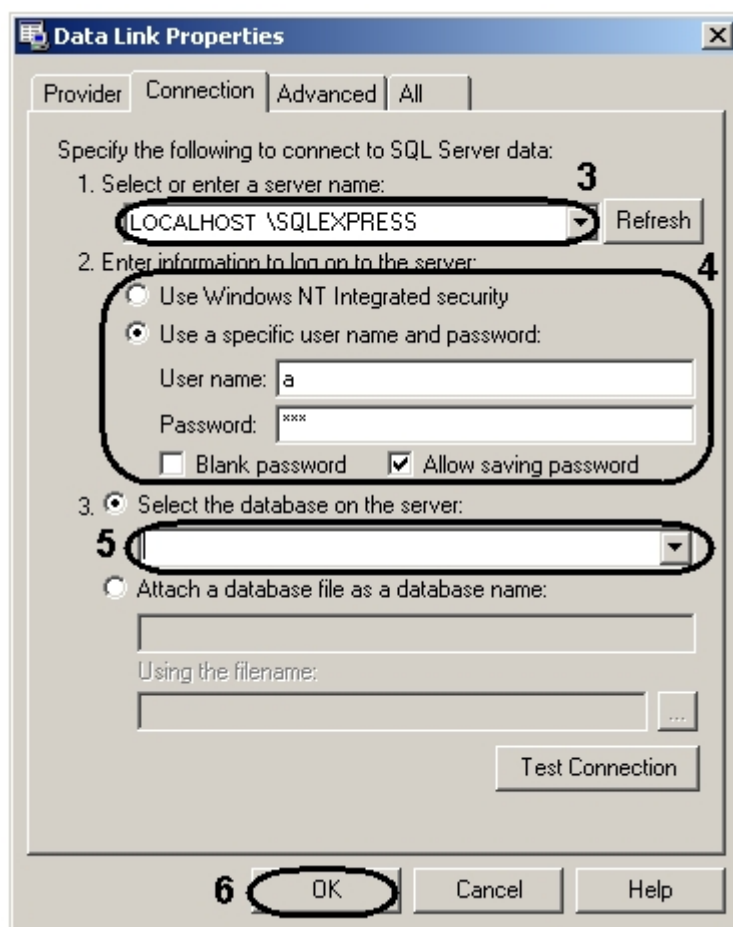 Data Link Properties
Provider Connection Advanced All
Specify the following to connect to SQL Server data:
1. Select or enter a server name: 3
LOCALHOST \SQLEXPRESS Refresh
2. Enter information to log on to the server: 4
Use Windows NT Integrated security
Use a specific user name and password:
User name: a
Password: ***
Blank password Allow saving password
3. Select the database on the server:
5
Attach a database file as a database name:
Using the filename:
...
Test Connection
6 OK Cancel Help